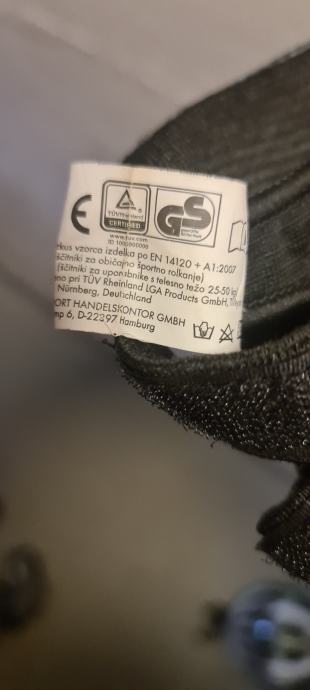 CE
TÜVRheinland
CERTIFIED
GS
www.tuv.com
ID 1000000000
zkus vzorca izdelka po EN 14120 + A1:2007
ščitniki za običajno športno rolkanje)
(ščitniki za uporabnike s telesno težo 25-50 kg
no pri TÜV Rheinland LGA Products GmbH,
Nürnberg, Deutschland
ORT HANDELSKONTOR GMBH
mp 6, D-22397 Hamburg